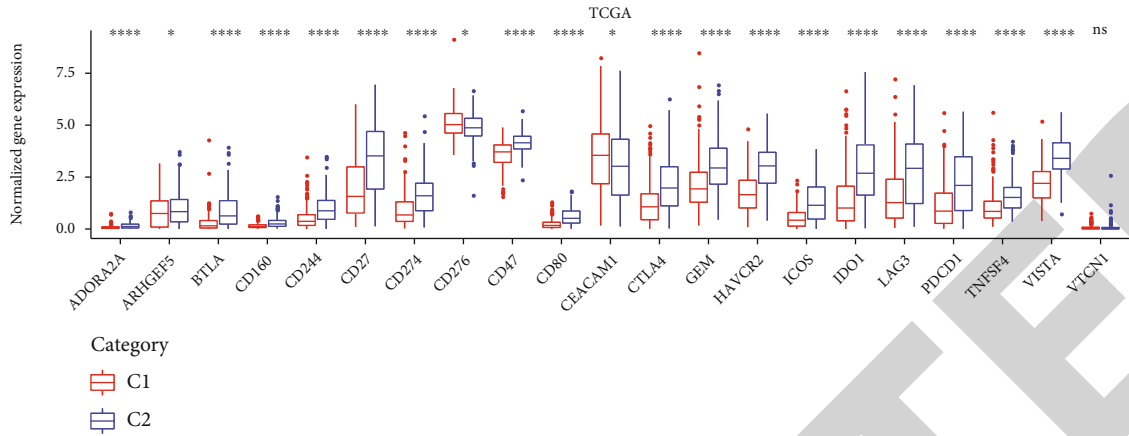 TCGA
**** * **** **** **** **** **** * **** **** * **** **** **** **** **** **** **** **** **** ns
Normalized gene expression
7.5
5.0
2.5
0.0
ADORA2A ARHGEF5 BTLA CD160 CD244 CD27 CD274 CD276 CD47 CD80 CEACAM1 CTLA4 GEM HAVCR2 ICOS IDO1 LAG3 PDCD1 TNFSF4 VISTA VTCN1
Category
C1
C2